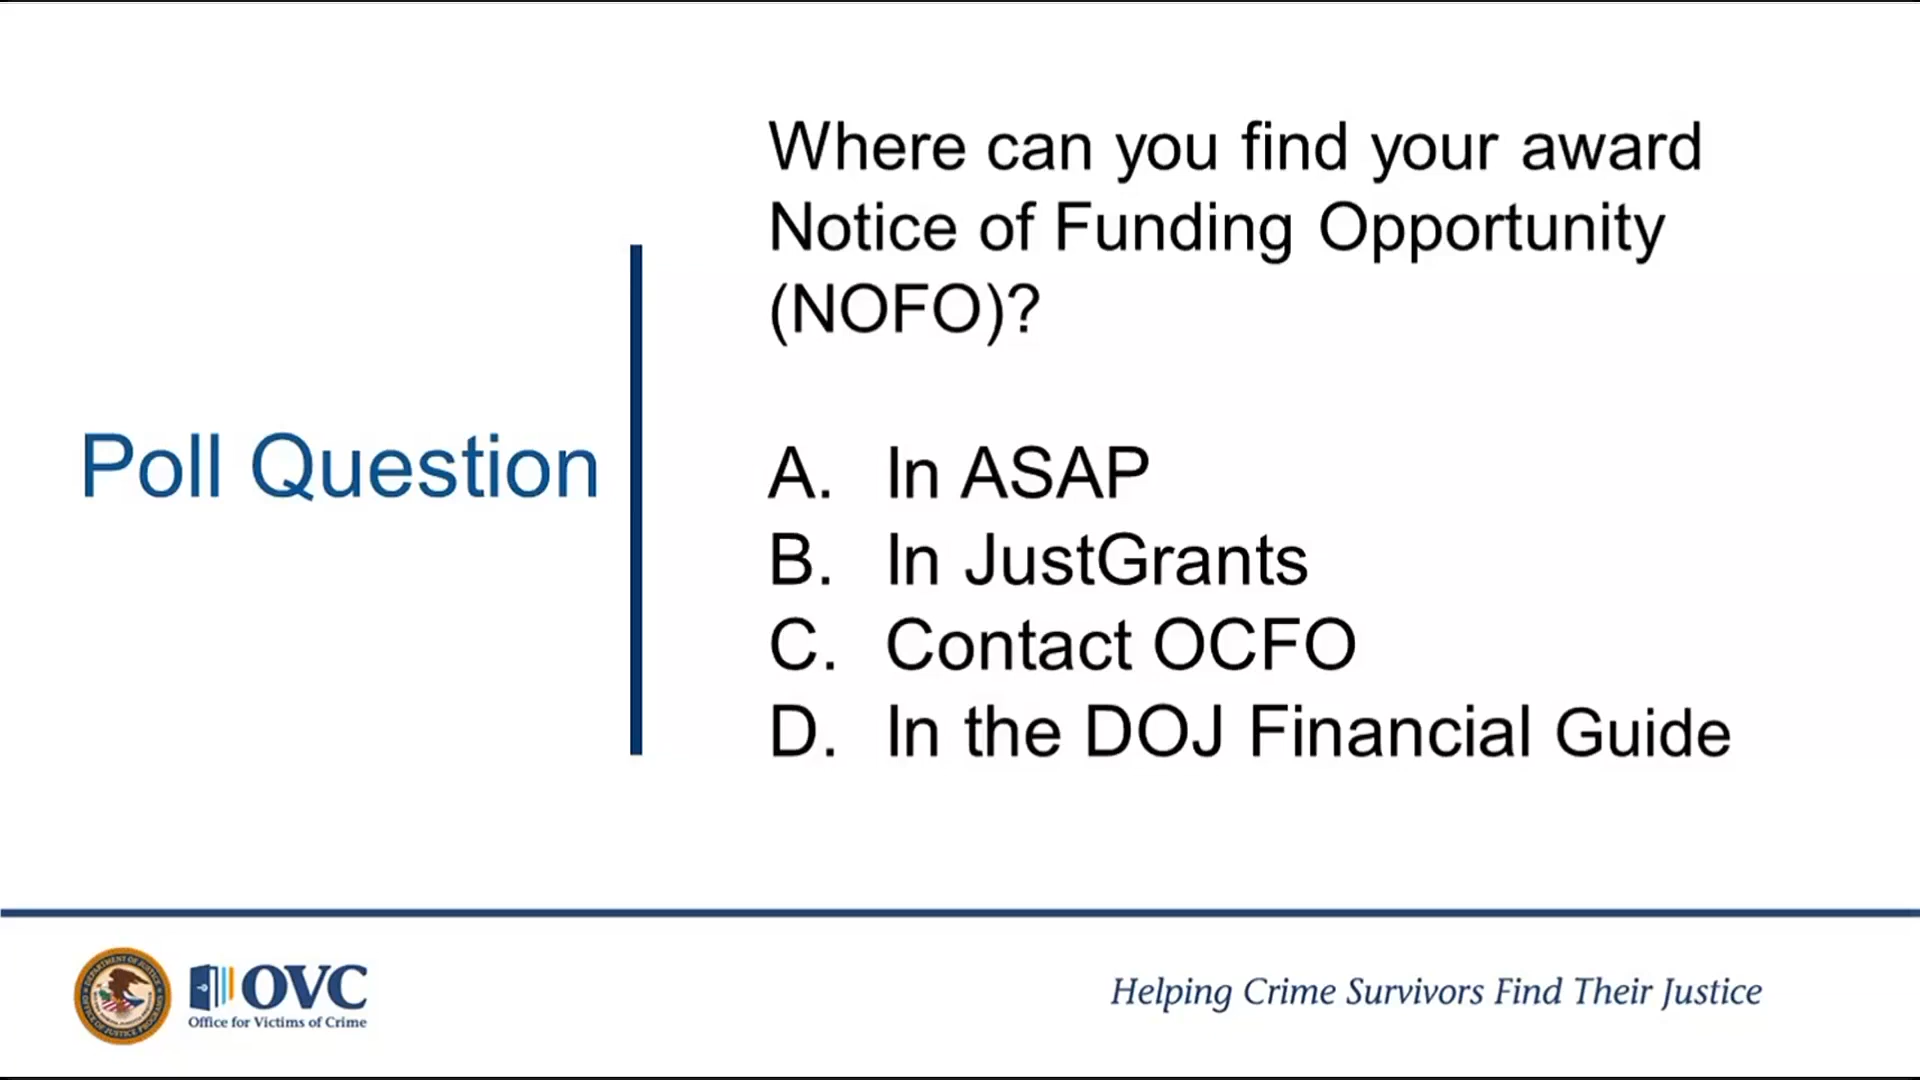 Poll Question
Where can you find your award
Notice of Funding Opportunity
(NOFO)?
A. In ASAP
B. In JustGrants
C. Contact OCFO
D. In the DOJ Financial Guide
OVC
Office for Victims of Crime
Helping Crime Survivors Find Their Justice